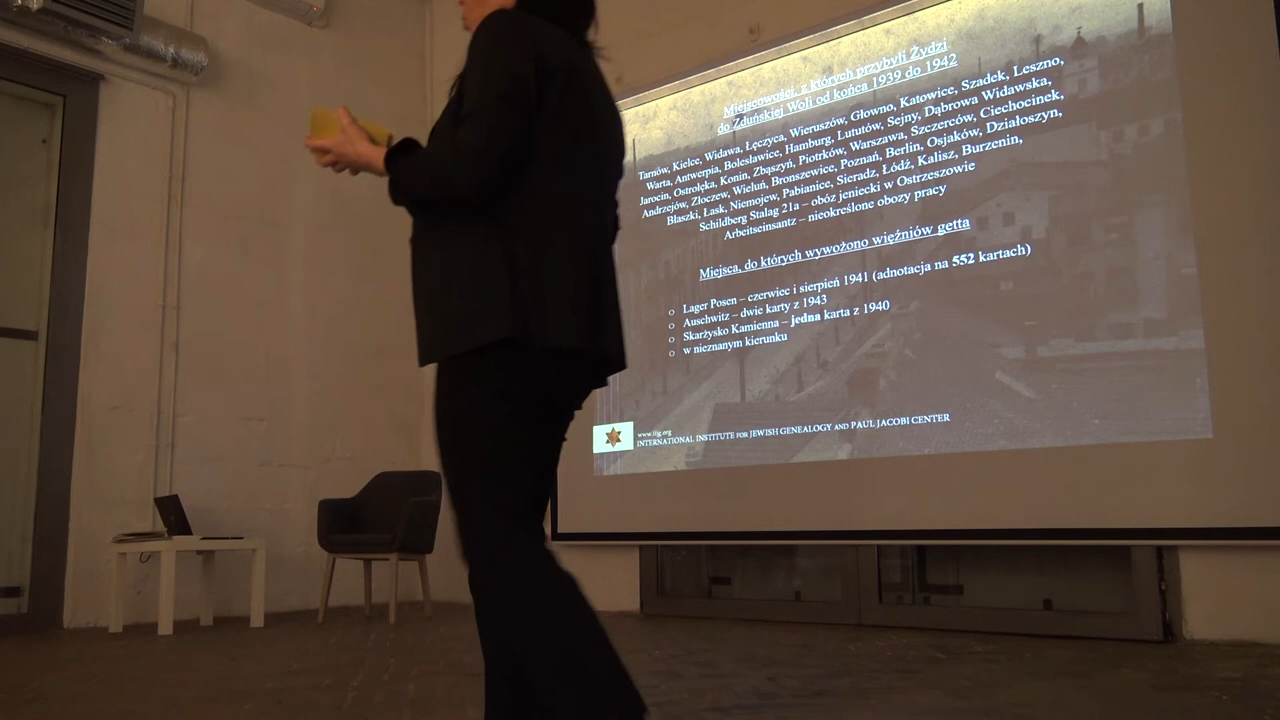 Miejscowości, z których przybyli Żydzi
do Zduńskiej Woli od końca 1939 do 1942
Tarnów, Kielce, Widawa, Łęczyca, Wieruszów, Głowno, Katowice, Szadek, Leszno,
Warta, Antwerpia, Bolesławice, Hamburg, Lututów, Sejny, Dąbrowa Widawska,
Jarocin, Ostrołęka, Konin, Zbąszyń, Piotrków, Warszawa, Szczerców, Ciechocinek,
Andrzejów, Złoczew, Wieluń, Bronszewice, Poznań, Berlin, Osjaków, Działoszyn,
Błaszki, Łask, Niemojew, Pabianice, Sieradz, Łódź, Kalisz, Burzenin,
Schildberg Stalag 21a – obóz jeniecki w Ostrzeszowie
Arbeitseinsantz – nieokreślone obozy pracy
Miejsca, do których wywożono więźniów getta
o Lager Posen – czerwiec i sierpień 1941 (adnotacja na 552 kartach)
o Auschwitz – dwie karty z 1943
o Skarżysko Kamienna – jedna karta z 1940
o w nieznanym kierunku
www.iijg.org
INTERNATIONAL INSTITUTE FOR JEWISH GENEALOGY AND PAUL JACOBI CENTER